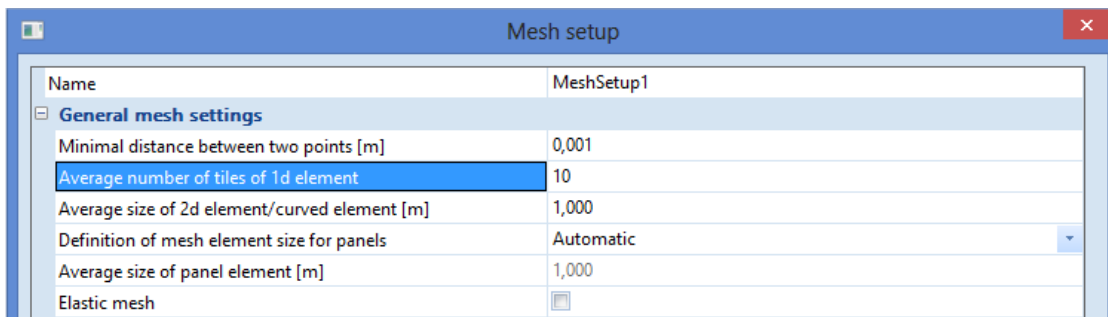 Mesh setup
Name MeshSetup1
General mesh settings
Minimal distance between two points [m] 0,001
Average number of tiles of 1d element 10
Average size of 2d element/curved element [m] 1,000
Definition of mesh element size for panels Automatic
Average size of panel element [m] 1,000
Elastic mesh